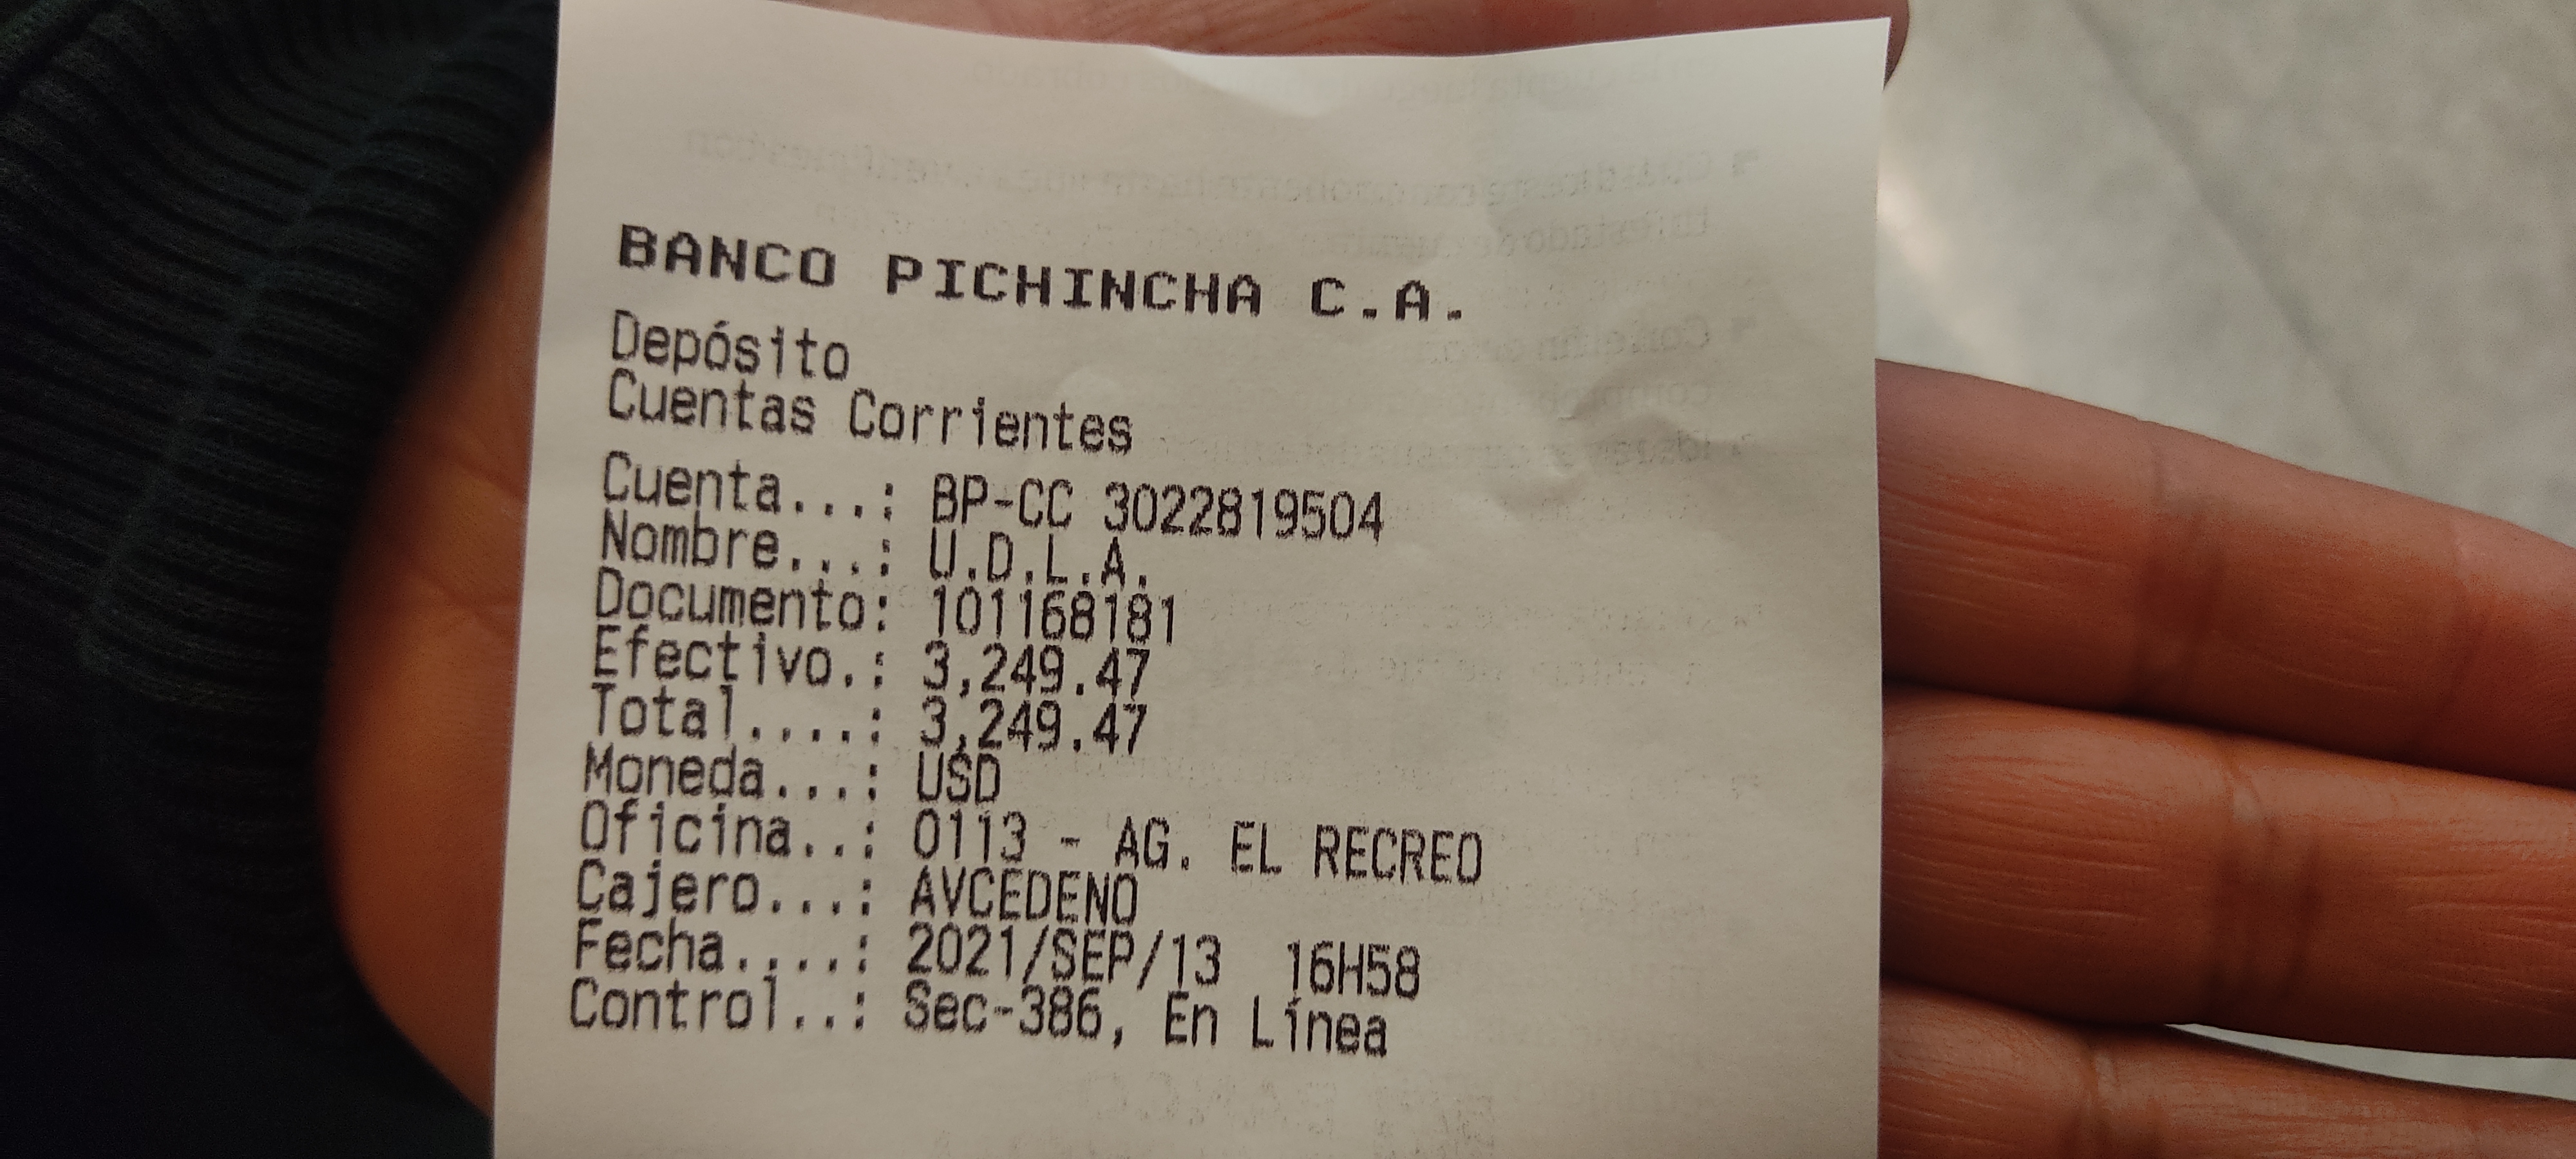 BANCO PICHINCHA C.A.
Depósito
Cuentas Corrientes
Cuenta...: BP-CC 3022819504
Nombre...: U.D.L.A.
Documento: 101168181
Efectivo.: 3,249.47
Total....: 3,249.47
Moneda...: USD
Oficina..: 0113 - AG. EL RECREO
Cajero...: AVCEDENO
Fecha....: 2021/SEP/13 16H58
Control..: Sec-386, En Línea